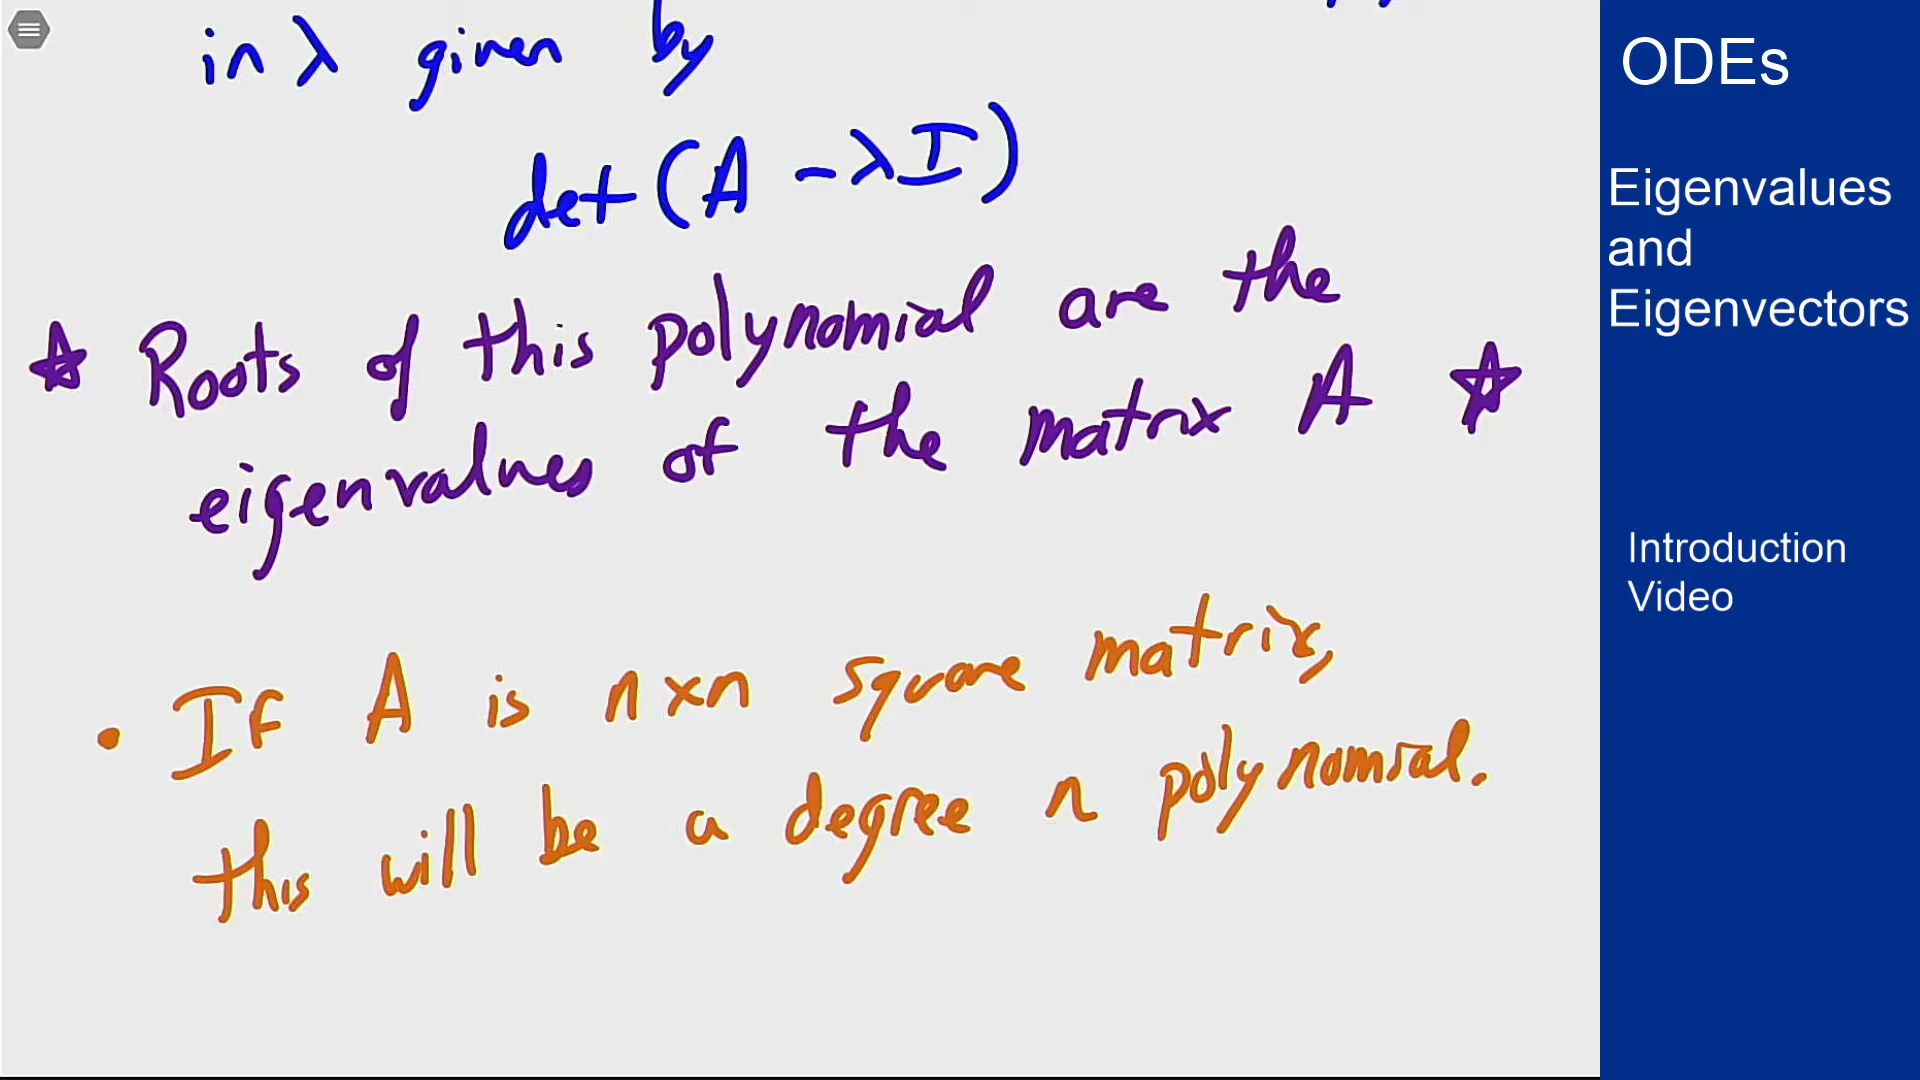 in λ given by
det(A - λI)
☆ Roots of this polynomial are the
eigenvalues of the matrix A ☆
• If A is n×n square matrix,
this will be a degree n polynomial.
ODEs
Eigenvalues
and
Eigenvectors
Introduction
Video